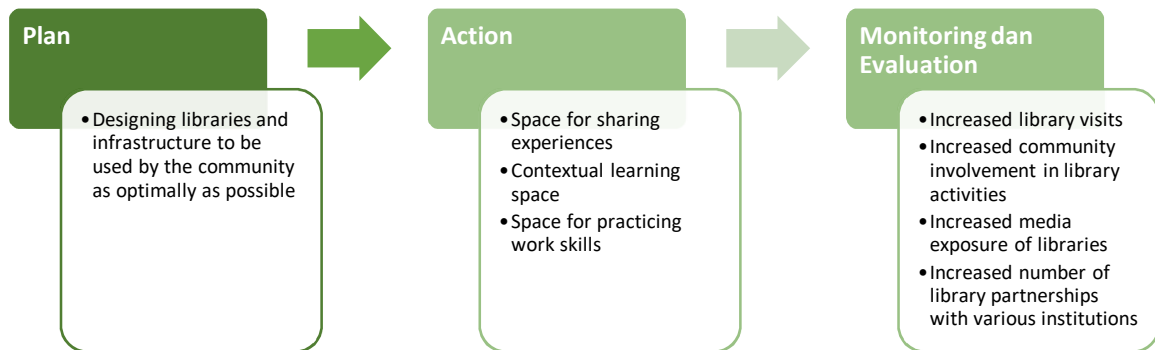 Plan
•Designing libraries and
infrastructure to be
used by the community
as optimally as possible
Action
•Space for sharing
experiences
•Contextual learning
space
•Space for practicing
work skills
Monitoring dan
Evaluation
•Increased library visits
•Increased community
involvement in library
activities
•Increased media
exposure of libraries
•Increased number of
library partnerships
with various institutions